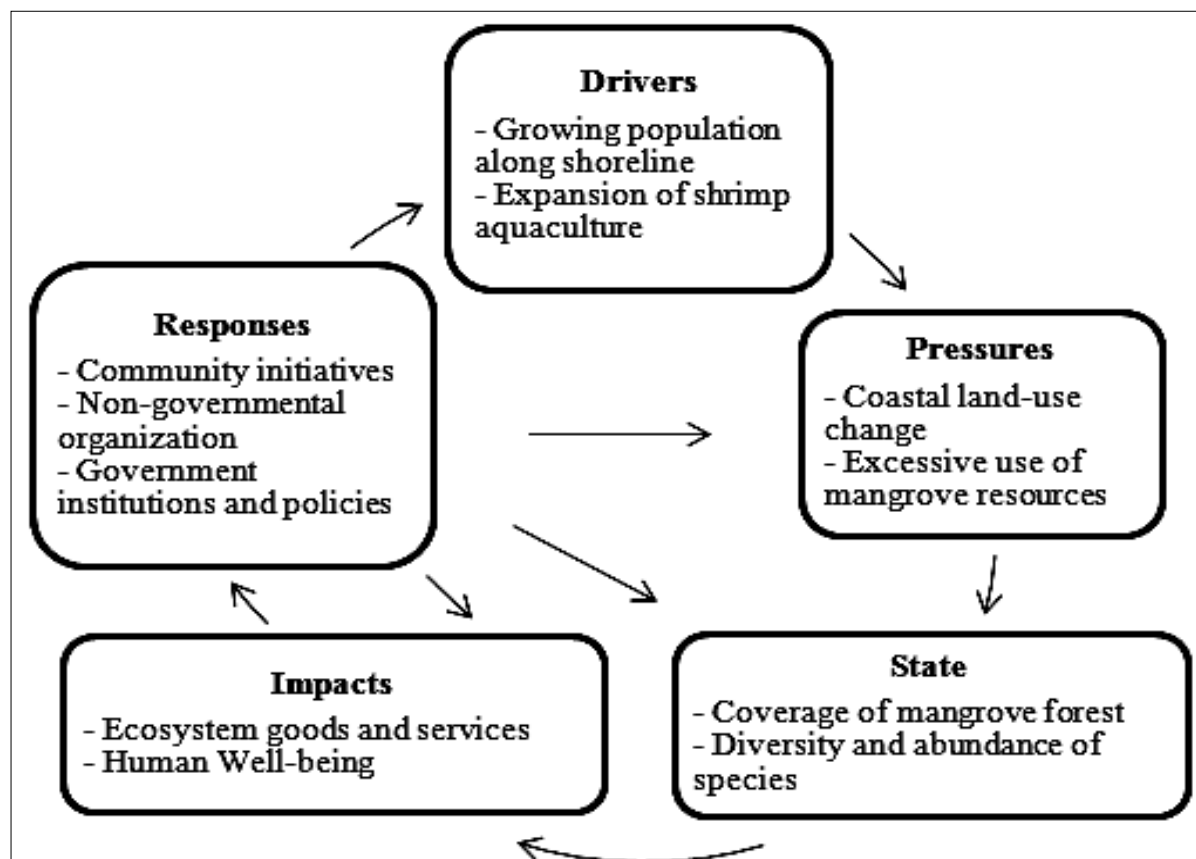 Drivers
- Growing population
along shoreline
- Expansion of shrimp
aquaculture
Responses
- Community initiatives
- Non-governmental
organization
- Government
institutions and policies
Pressures
- Coastal land-use
change
- Excessive use of
mangrove resources
Impacts
- Ecosystem goods and services
- Human Well-being
State
- Coverage of mangrove forest
- Diversity and abundance of
species